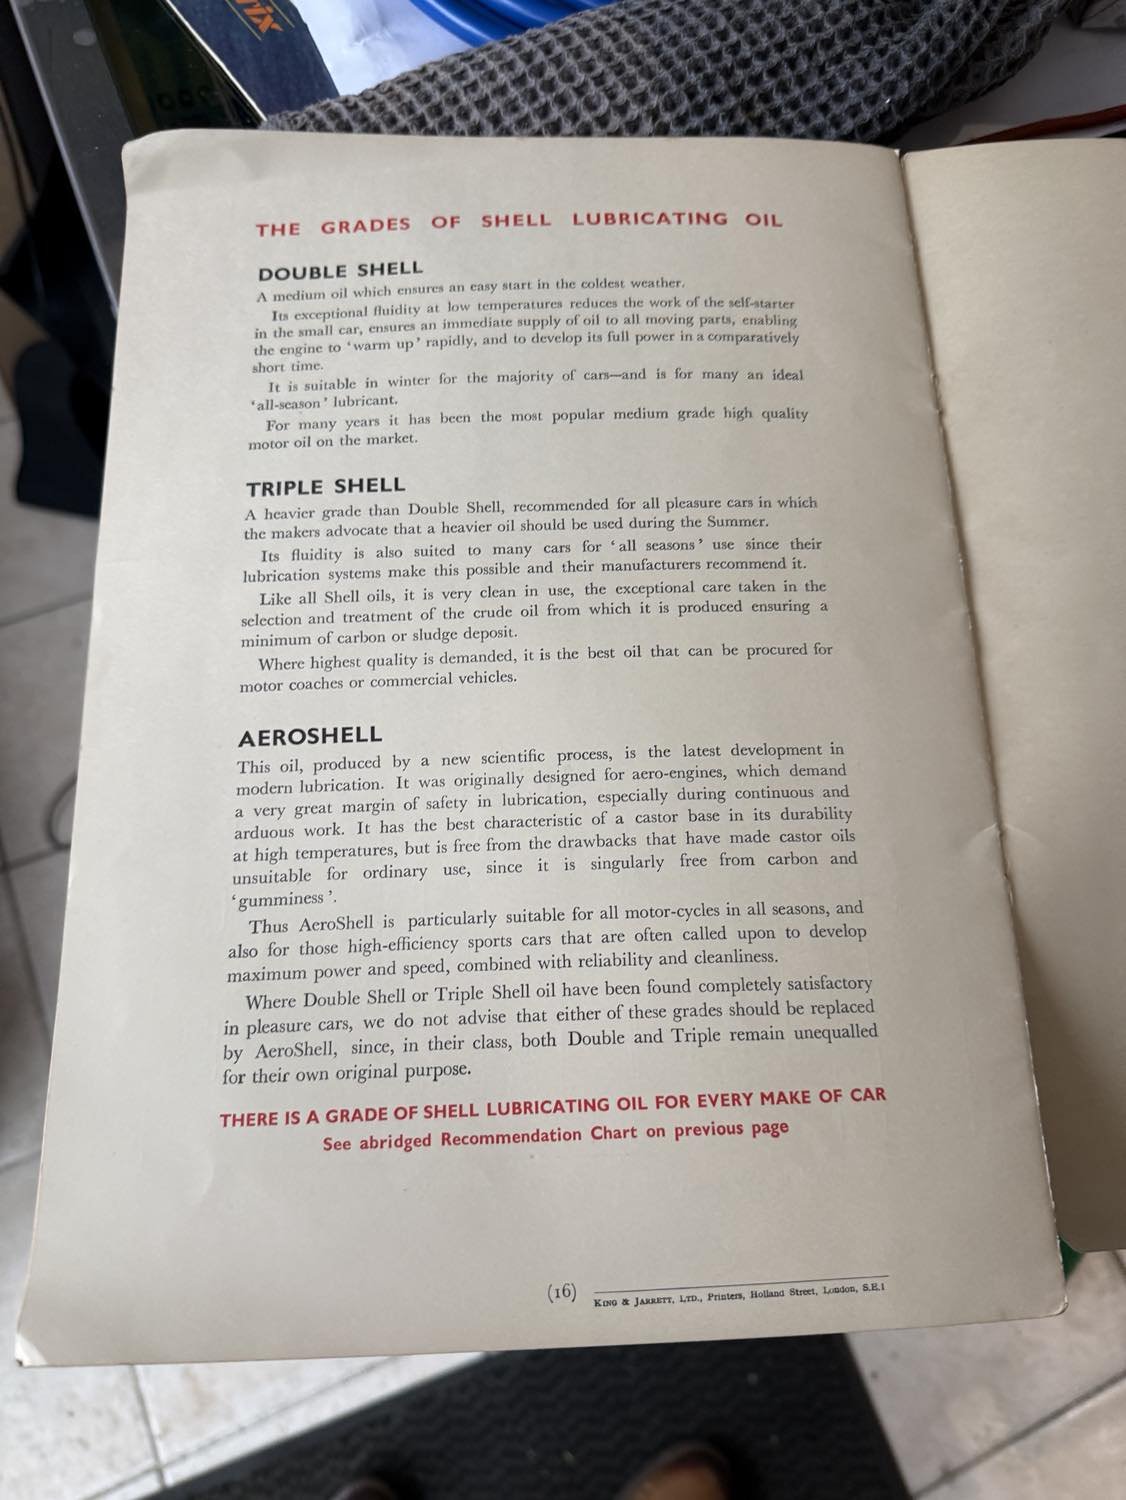 THE GRADES OF SHELL LUBRICATING OIL
DOUBLE SHELL
A medium oil which ensures an easy start in the coldest weather.
Its exceptional fluidity at low temperatures reduces the work of the self-starter
in the small car, ensures an immediate supply of oil to all moving parts, enabling
the engine to ‘warm up’ rapidly, and to develop its full power in a comparatively
short time.
It is suitable in winter for the majority of cars—and is for many an ideal
‘all-season’ lubricant.
For many years it has been the most popular medium grade high quality
motor oil on the market.
TRIPLE SHELL
A heavier grade than Double Shell, recommended for all pleasure cars in which
the makers advocate that a heavier oil should be used during the Summer.
Its fluidity is also suited to many cars for ‘all seasons’ use since their
lubrication systems make this possible and their manufacturers recommend it.
Like all Shell oils, it is very clean in use, the exceptional care taken in the
selection and treatment of the crude oil from which it is produced ensuring a
minimum of carbon or sludge deposit.
Where highest quality is demanded, it is the best oil that can be procured for
motor coaches or commercial vehicles.
AEROSHELL
This oil, produced by a new scientific process, is the latest development in
modern lubrication. It was originally designed for aero-engines, which demand
a very great margin of safety in lubrication, especially during continuous and
arduous work. It has the best characteristic of a castor base in its durability
at high temperatures, but is free from the drawbacks that have made castor oils
unsuitable for ordinary use, since it is singularly free from carbon and
‘gumminess’.
Thus AeroShell is particularly suitable for all motor-cycles in all seasons, and
also for those high-efficiency sports cars that are often called upon to develop
maximum power and speed, combined with reliability and cleanliness.
Where Double Shell or Triple Shell oil have been found completely satisfactory
in pleasure cars, we do not advise that either of these grades should be replaced
by AeroShell, since, in their class, both Double and Triple remain unequalled
for their own original purpose.
THERE IS A GRADE OF SHELL LUBRICATING OIL FOR EVERY MAKE OF CAR
See abridged Recommendation Chart on previous page
(16)
KING & JARRETT, LTD., Printers, Holland Street, London, S.E.1